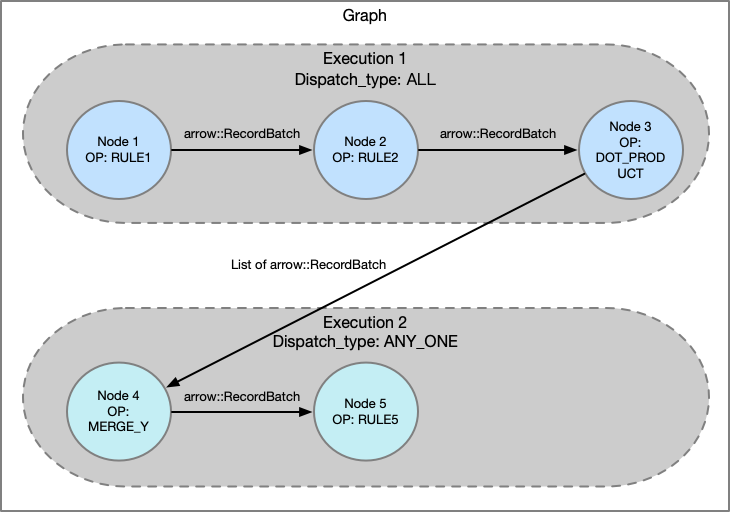 Graph
Execution 1
Dispatch_type: ALL
Node 1
OP: RULE1
arrow::RecordBatch
Node 2
OP: RULE2
arrow::RecordBatch
Node 3
OP:
DOT_PROD
UCT
List of arrow::RecordBatch
Execution 2
Dispatch_type: ANY_ONE
Node 4
OP:
MERGE_Y
arrow::RecordBatch
Node 5
OP: RULE5